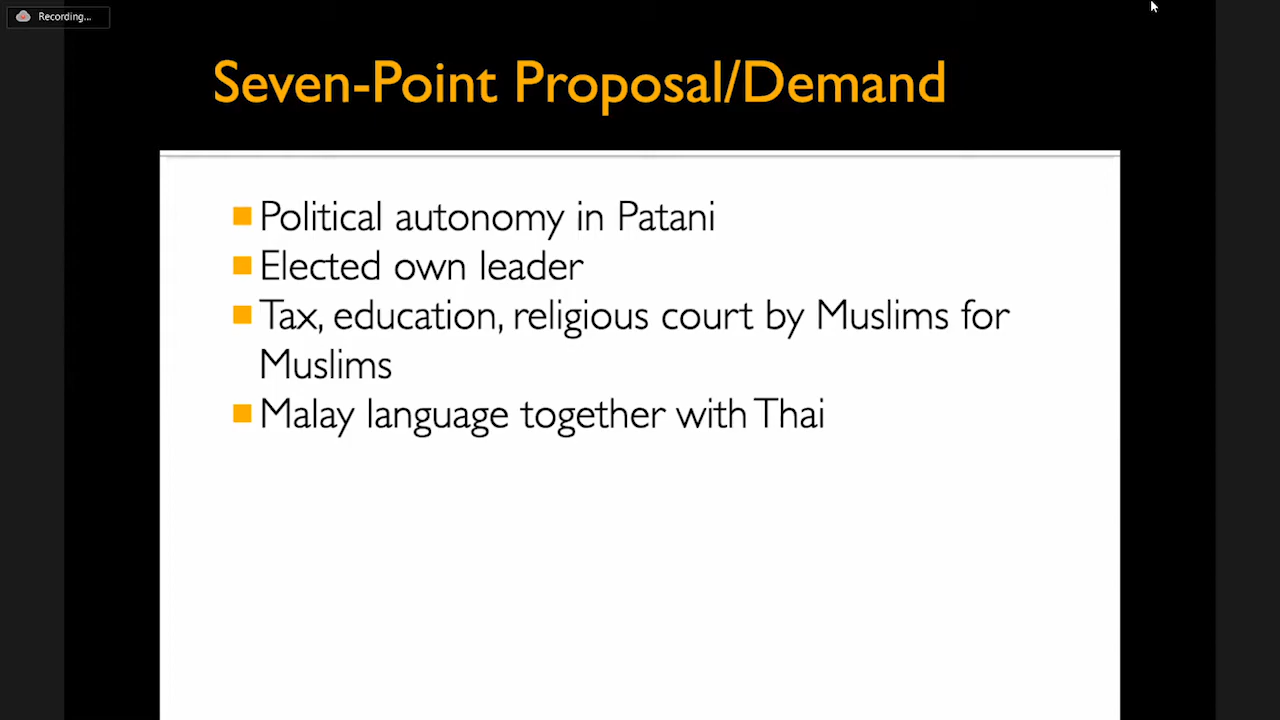 Recording...
Seven-Point Proposal/Demand
Political autonomy in Patani
Elected own leader
Tax, education, religious court by Muslims for
Muslims
Malay language together with Thai